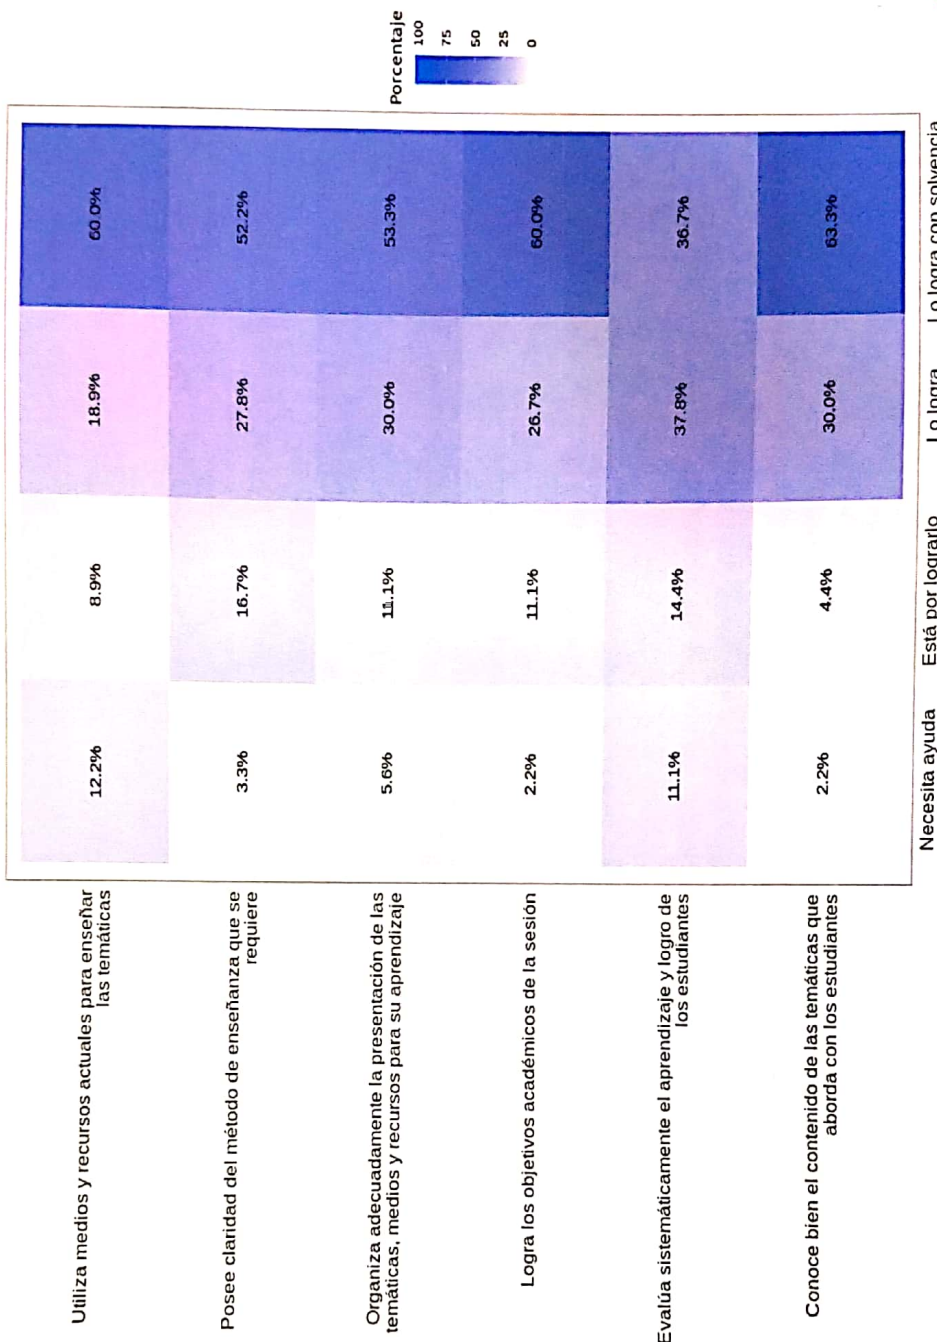 Utiliza medios y recursos actuales para enseñar
las temáticas
12.2%
8.9%
18.9%
60.0%
Posee claridad del método de enseñanza que se
requiere
3.3%
16.7%
27.8%
52.2%
Organiza adecuadamente la presentación de las
temáticas, medios y recursos para su aprendizaje
5.6%
11.1%
30.0%
53.3%
Logra los objetivos académicos de la sesión
2.2%
11.1%
26.7%
60.0%
Evalúa sistemáticamente el aprendizaje y logro de
los estudiantes
11.1%
14.4%
37.8%
36.7%
Conoce bien el contenido de las temáticas que
aborda con los estudiantes
2.2%
4.4%
30.0%
63.3%
Necesita ayuda
Está por lograrlo
Lo logra
Lo logra con solvencia
Porcentaje
100
75
50
25
0